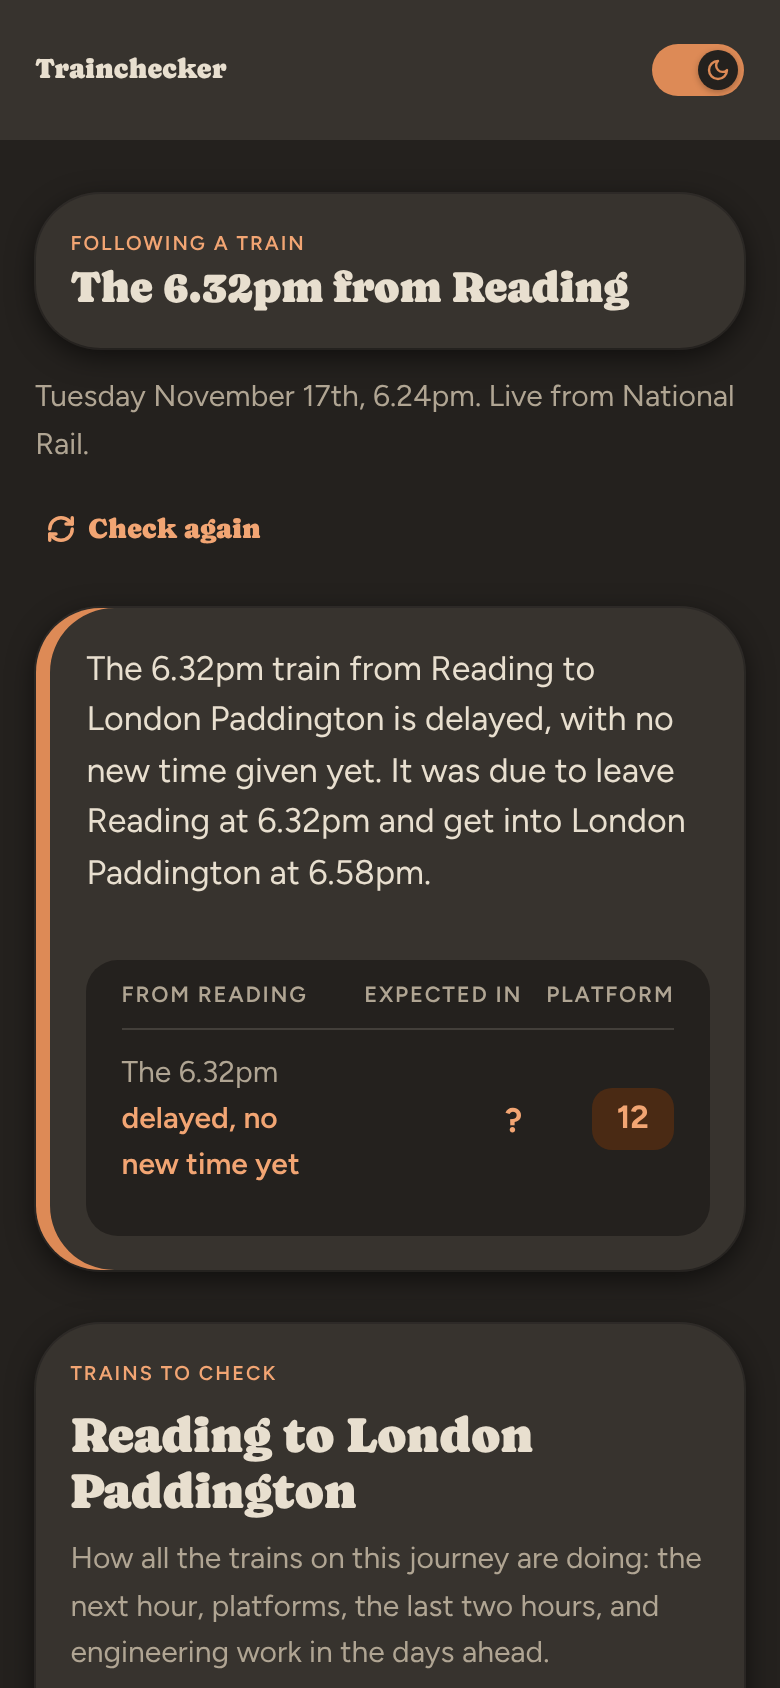 Trainchecker
FOLLOWING A TRAIN
The 6.32pm from Reading
Tuesday November 17th, 6.24pm. Live from National
Rail.
Check again
The 6.32pm train from Reading to
London Paddington is delayed, with no
new time given yet. It was due to leave
Reading at 6.32pm and get into London
Paddington at 6.58pm.
FROM READING EXPECTED IN PLATFORM
The 6.32pm
delayed, no ? 12
new time yet
TRAINS TO CHECK
Reading to London
Paddington
How all the trains on this journey are doing: the
next hour, platforms, the last two hours, and
engineering work in the days ahead.